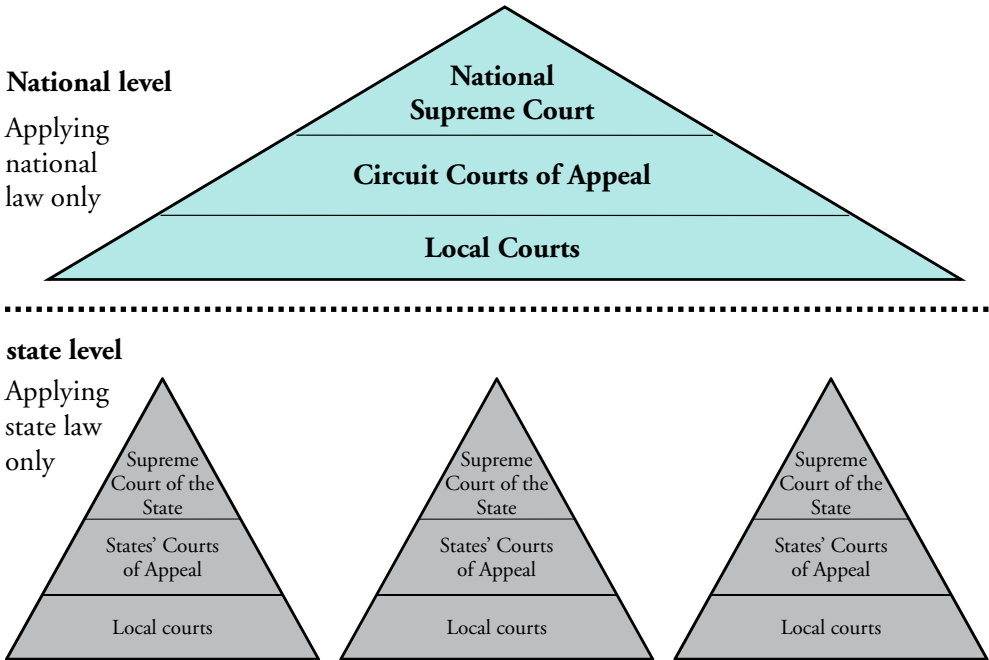 National level
Applying
national
law only
National
Supreme Court
Circuit Courts of Appeal
Local Courts
state level
Applying
state law
only
Supreme
Court of the
State
States’ Courts
of Appeal
Local courts
Supreme
Court of the
State
States’ Courts
of Appeal
Local courts
Supreme
Court of the
State
States’ Courts
of Appeal
Local courts